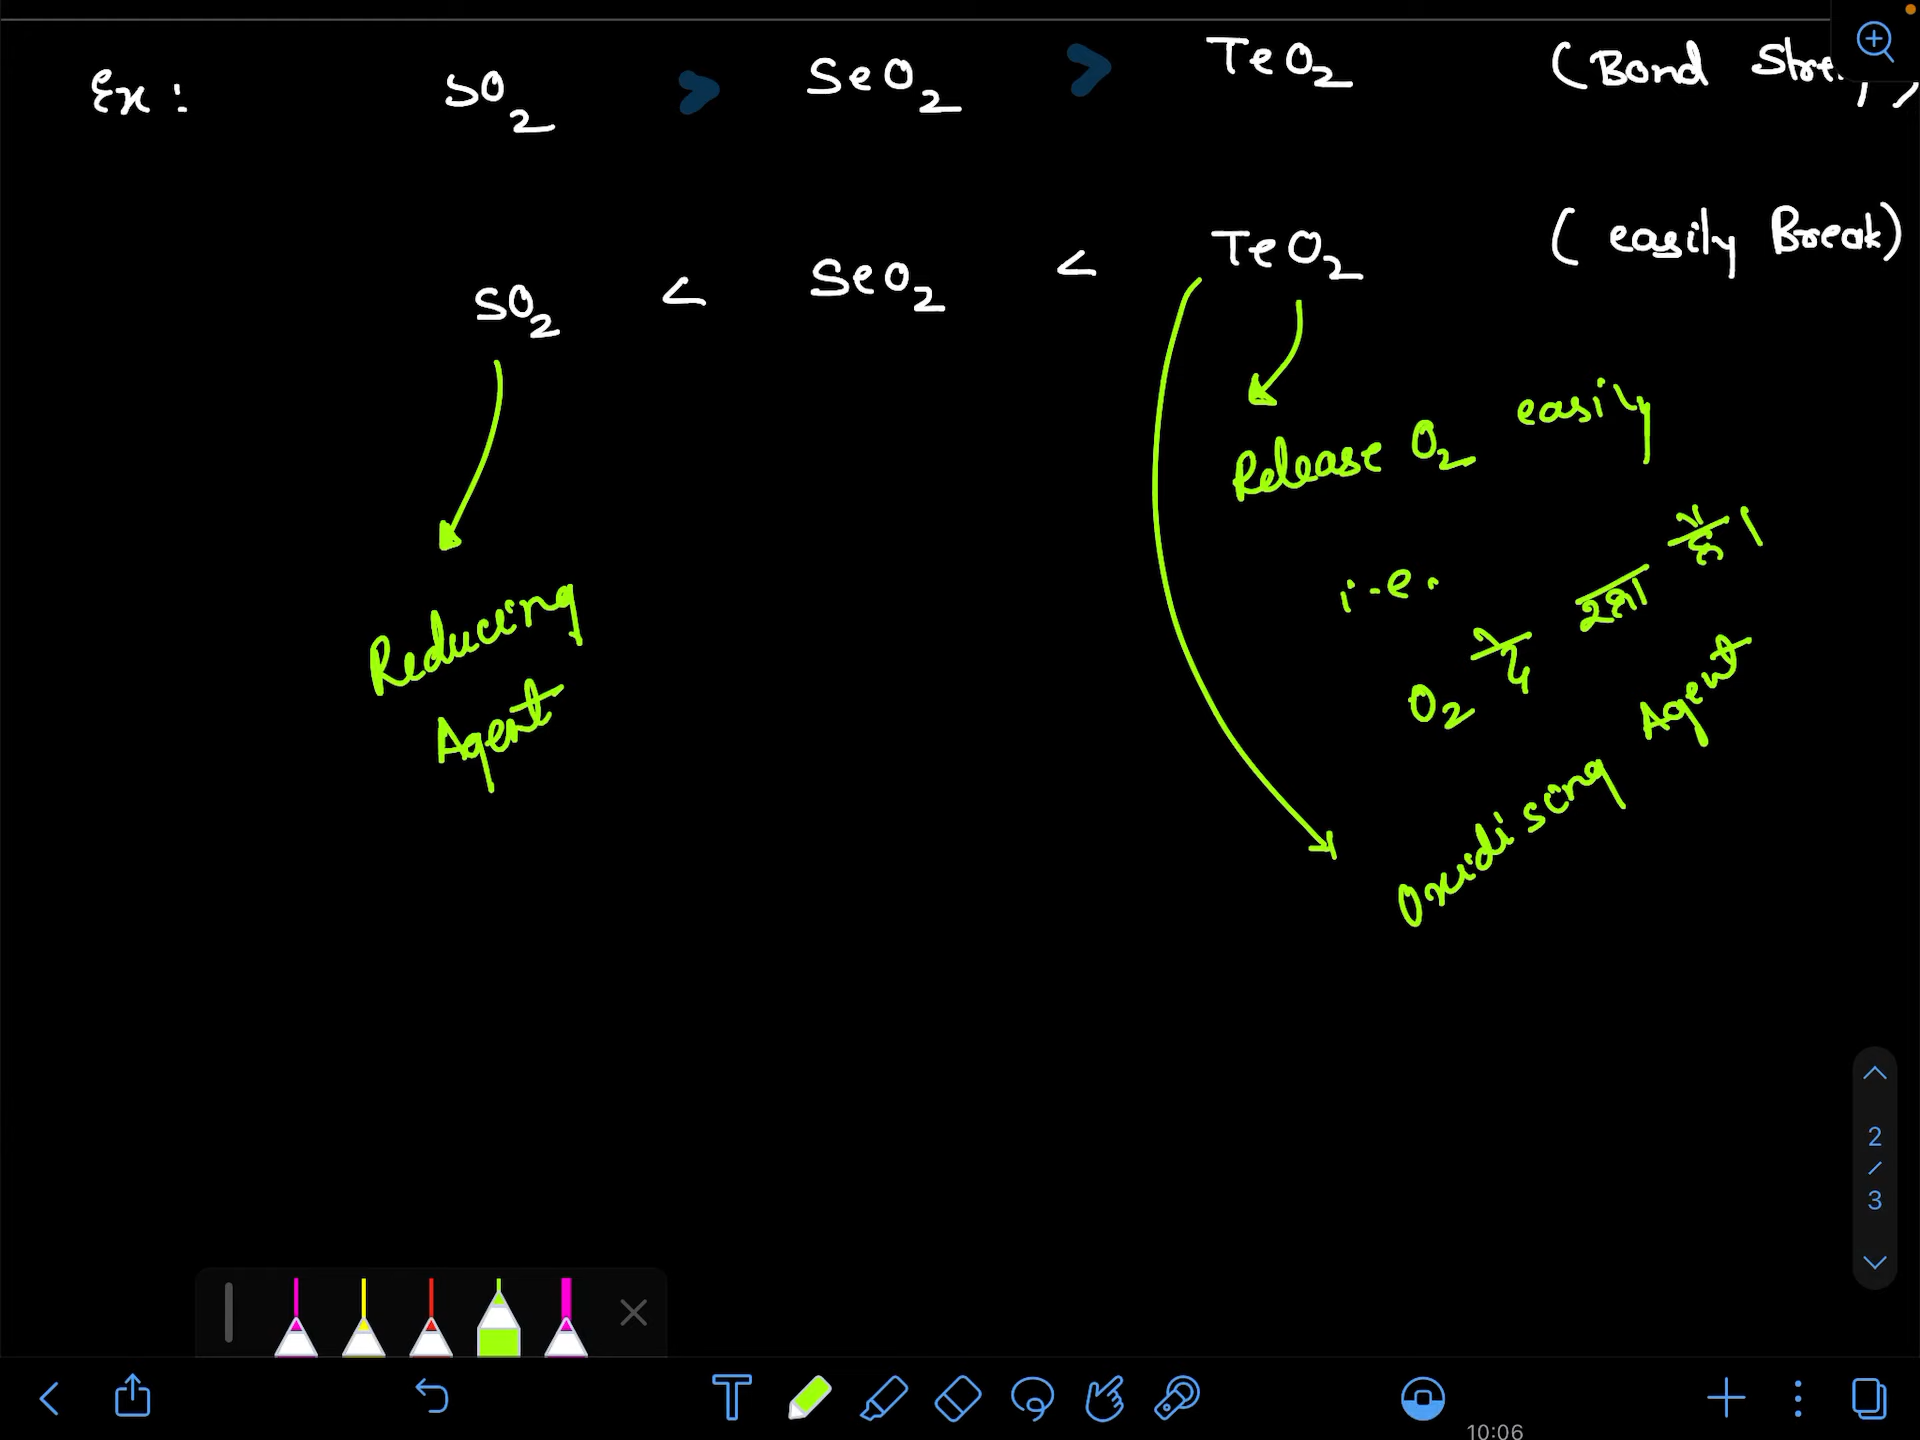 Ex : SO2 > SeO2 > TeO2 (Bond
SO2 < SeO2 < TeO2 (easily Break)
Release O2 easily
i.e.
O2
Reducing
Agent
Oxidising Agent
2
/
3
10:06